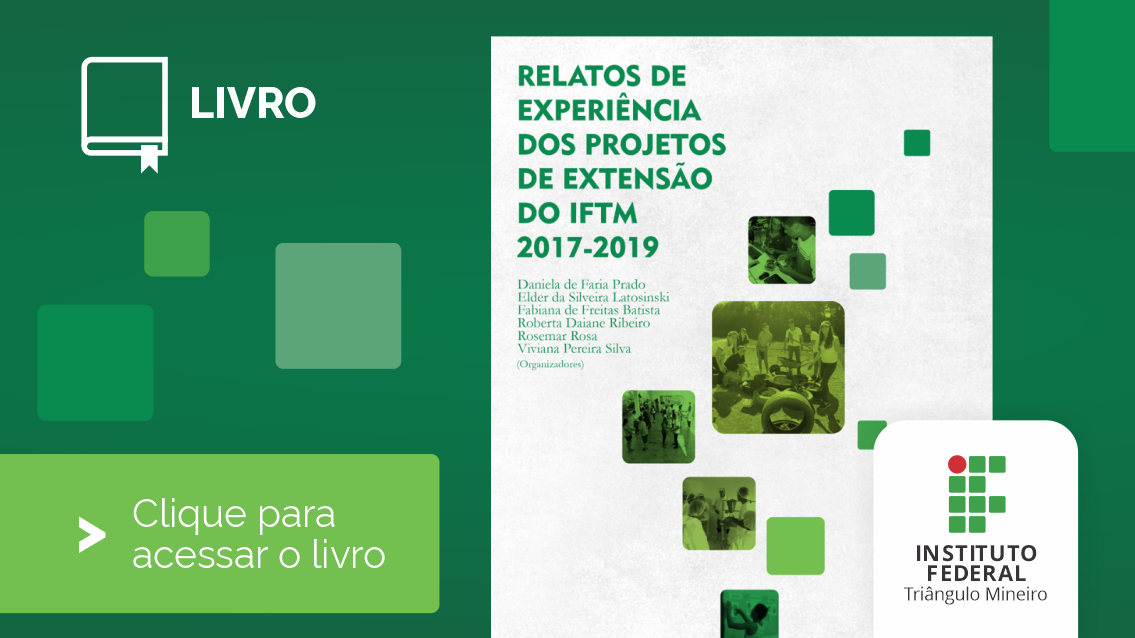 LIVRO
RELATOS DE
EXPERIÊNCIA
DOS PROJETOS
DE EXTENSÃO
DO IFTM
2017-2019
Daniela de Faria Prado
Elder da Silveira Latosinski
Fabiana de Freitas Batista
Roberta Daiane Ribeiro
Rosemar Rosa
Viviana Pereira Silva
(Organizadores)
> Clique para
acessar o livro
INSTITUTO
FEDERAL
Triângulo Mineiro